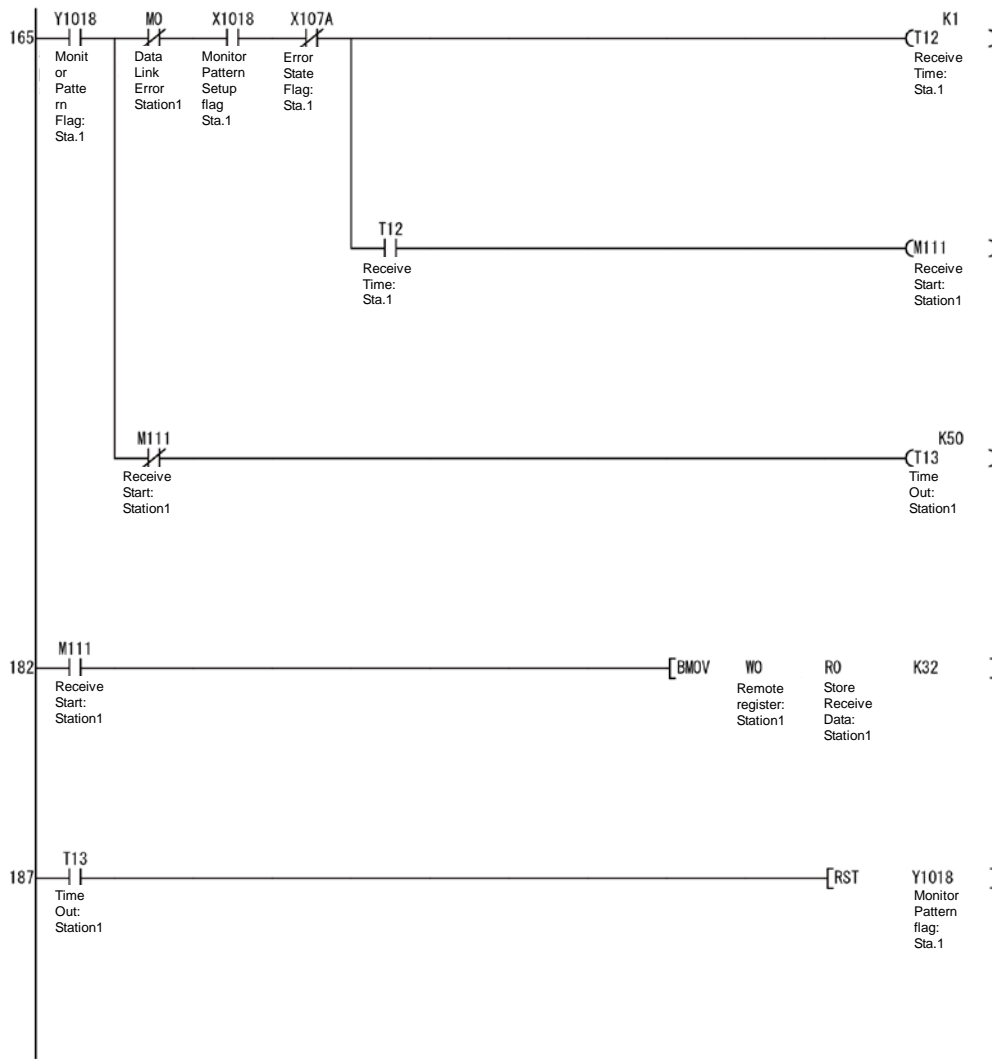 Y1018 M0 X1018 X107A K1
165 (T12 )
Monit
or
Patte
rn
Flag:
Sta.1
Data
Link
Error
Station1
Monitor
Pattern
Setup
flag
Sta.1
Error
State
Flag:
Sta.1
Receive
Time:
Sta.1
T12
(M111 )
Receive
Time:
Sta.1
Receive
Start:
Station1
M111 K50
(T13 )
Receive
Start:
Station1
Time
Out:
Station1
M111
182 [BMOV W0 R0 K32 ]
Receive
Start:
Station1
Remote
register:
Station1
Store
Receive
Data:
Station1
T13
187 [RST Y1018 ]
Time
Out:
Station1
Monitor
Pattern
flag:
Sta.1